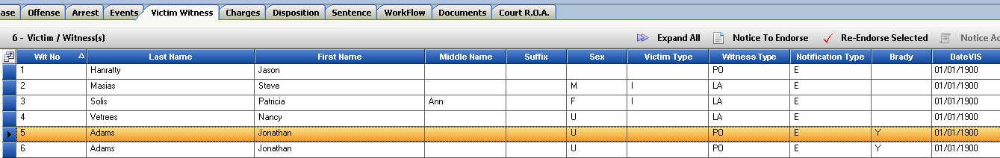 ase Offense Arrest Events Victim Witness Charges Disposition Sentence WorkFlow Documents Court R.O.A.
6 - Victim / Witness(s) Expand All Notice To Endorse Re-Endorse Selected Notice Ac
Wit No Last Name First Name Middle Name Suffix Sex Victim Type Witness Type Notification Type Brady DateVIS
1 Hanratty Jason PO E 01/01/1900
2 Masias Steve M I LA E 01/01/1900
3 Solis Patricia Ann F I LA E 01/01/1900
4 Vetrees Nancy U LA E 01/01/1900
5 Adams Jonathan U PO E Y 01/01/1900
6 Adams Jonathan U PO E Y 01/01/1900